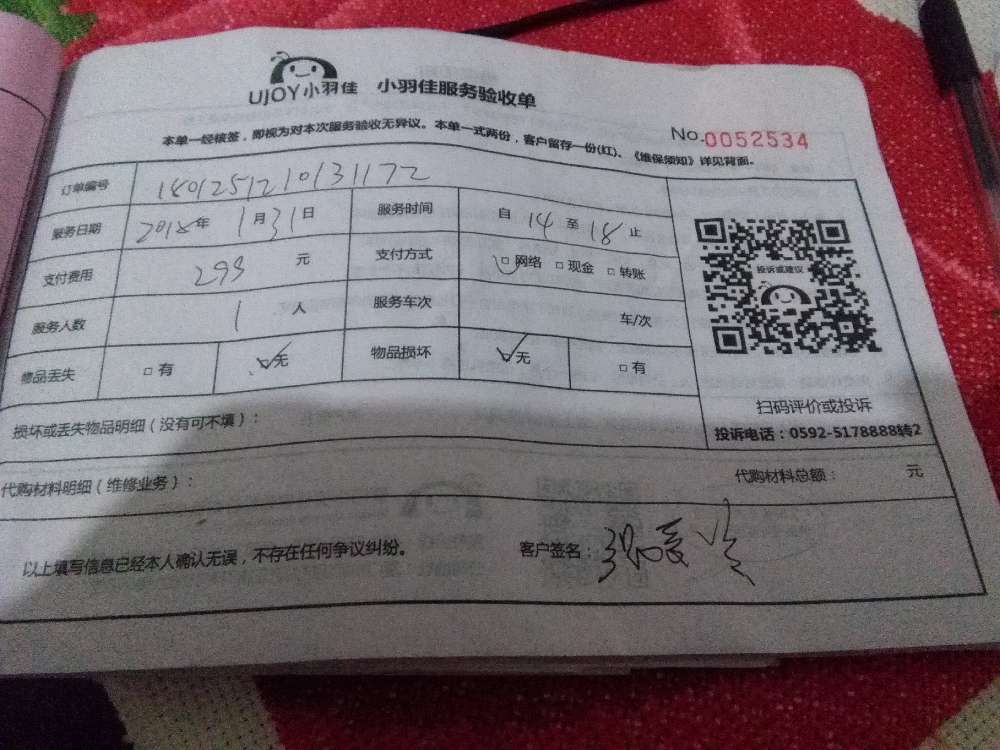 UJOY小羽佳 小羽佳服务验收单
本单一经核签，即视为对本次服务验收无异议。本单一式两份，客户留存一份(红)、《维保须知》详见背面。
No.0052534
订单编号 1801251210131172
服务日期 2018年 1月31日 服务时间 自 14 至 18 止
支付费用 293 元 支付方式 □网络 □现金 □转账
服务人数 1 人 服务车次 车/次
物品丢失 □有 ☑无 物品损坏 ☑无 □有
投诉或建议
扫码评价或投诉
投诉电话：0592-5178888转2
损坏或丢失物品明细（没有可不填）：
代购材料明细（维修业务）： 代购材料总额： 元
以上填写信息已经本人确认无误，不存在任何争议纠纷。 客户签名：